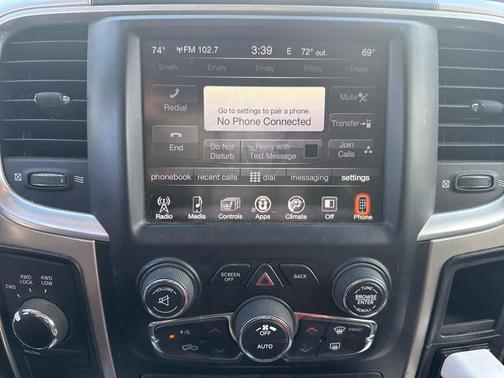 74° FM 102.7 3:39 E 72° out. 69°
Empty Empty Empty Empty Empty
Redial
Go to settings to pair a phone.
No Phone Connected
Mute
Transfer
End
Do Not Disturb
Reply with Text Message
Join Calls
phonebook recent calls dial messaging settings
Radio Media Controls Apps Climate Off Phone
SCREEN OFF
BACK
VOLUME
TUNE
BROWSE ENTER
SCROLL
4WD LOCK
4WD LOW
2WD
NEUTRAL
A/C
OFF
AUTO
FRONT